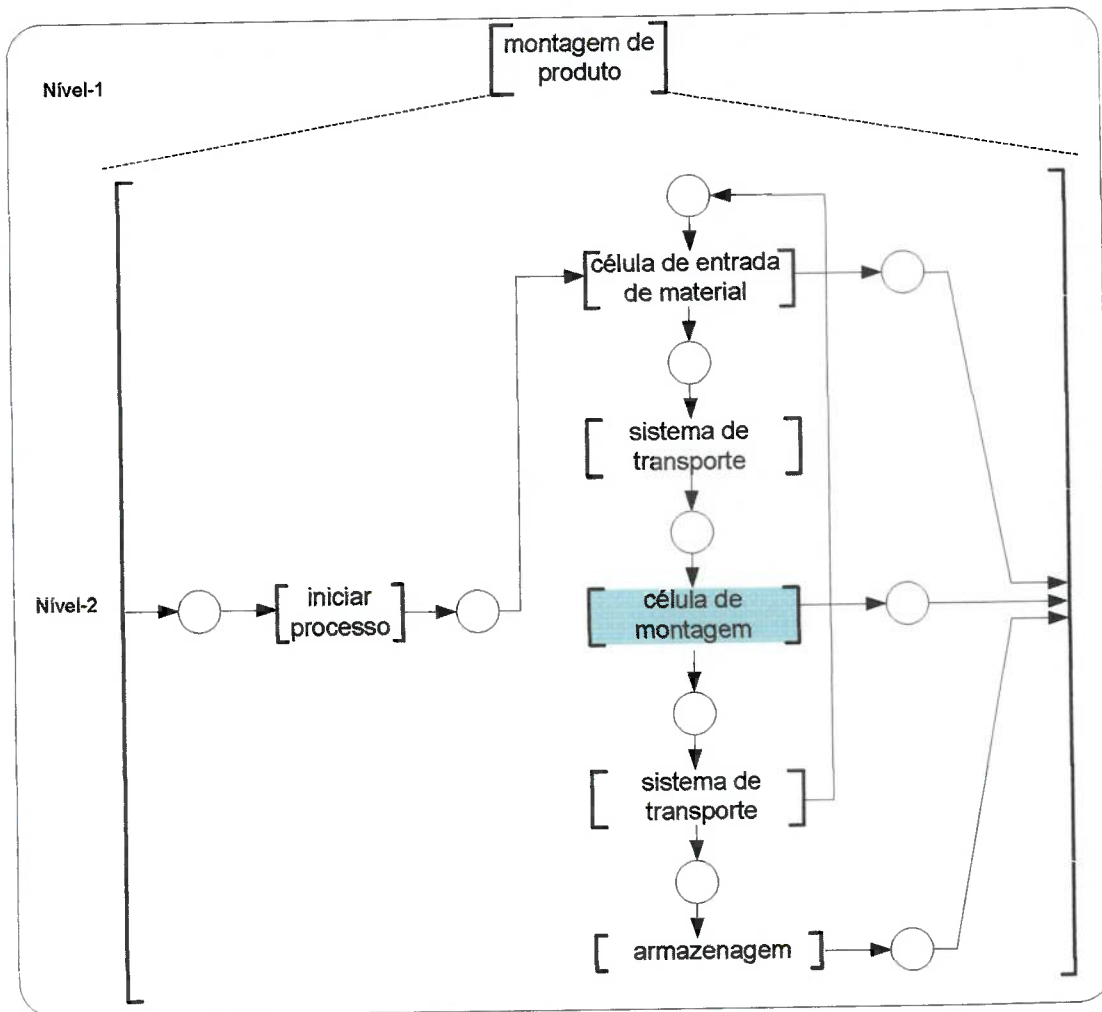 montagem de
produto
Nível-1
célula de entrada
de material
sistema de
transporte
Nível-2
iniciar
processo
célula de
montagem
sistema de
transporte
armazenagem